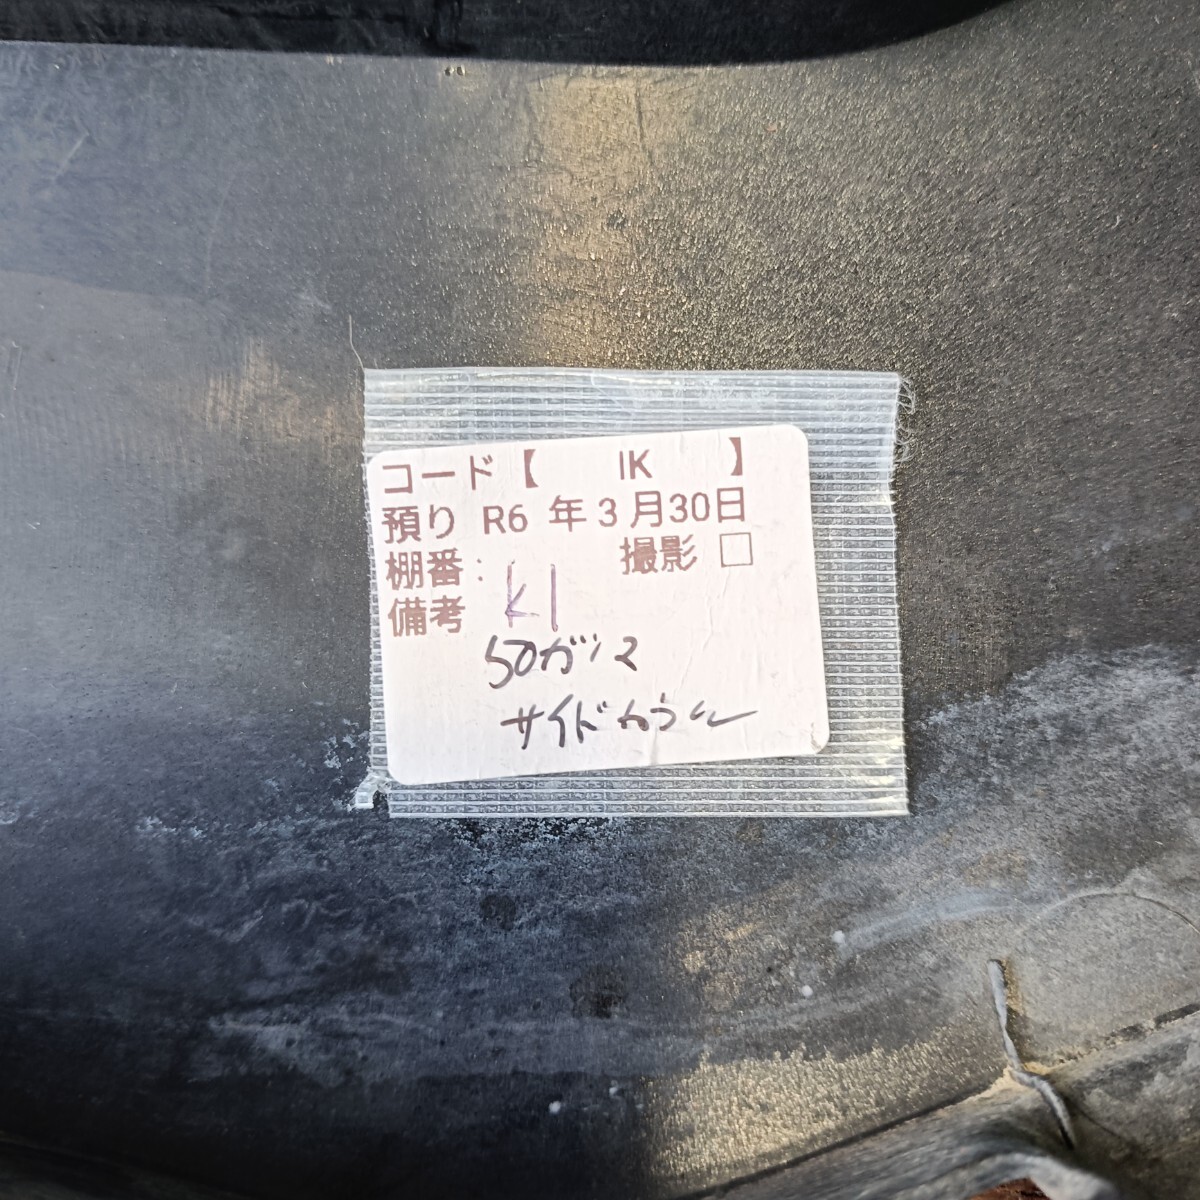 コード【 IK 】
預り R6 年 3 月30日
棚番: K1 撮影 □
備考
50ガンマ
サイドカウル